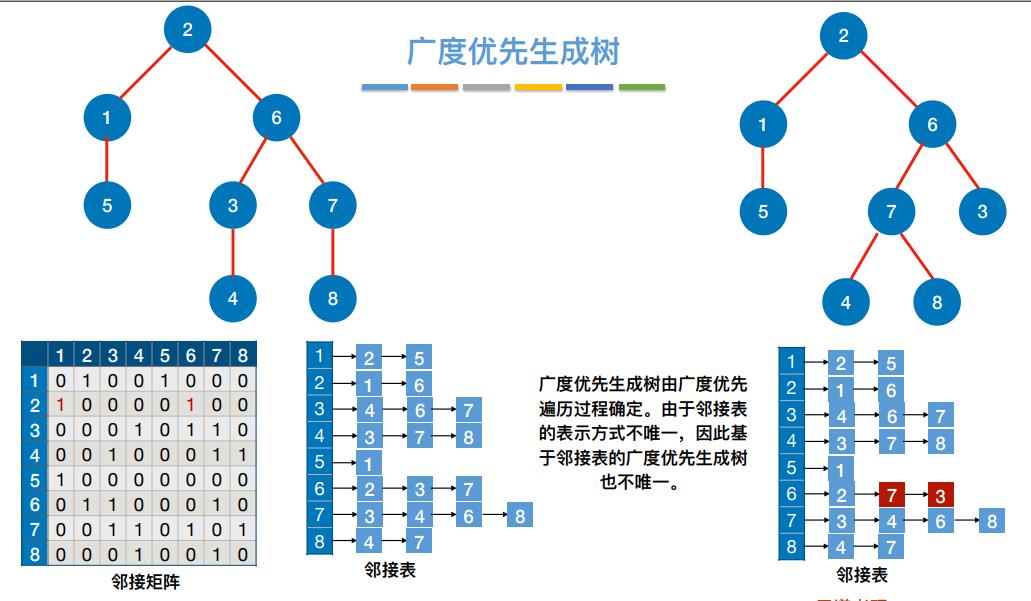 广度优先生成树
2
1 6
5 3 7
4 8
2
1 6
5 7 3
4 8
1 2 3 4 5 6 7 8
1 0 1 0 0 1 0 0 0
2 1 0 0 0 0 1 0 0
3 0 0 0 1 0 1 1 0
4 0 0 1 0 0 0 1 1
5 1 0 0 0 0 0 0 0
6 0 1 1 0 0 0 1 0
7 0 0 1 1 0 1 0 1
8 0 0 0 1 0 0 1 0
邻接矩阵
1 2 5
2 1 6
3 4 6 7
4 3 7 8
5 1
6 2 3 7
7 3 4 6 8
8 4 7
邻接表
广度优先生成树由广度优先
遍历过程确定。由于邻接表
的表示方式不唯一，因此基
于邻接表的广度优先生成树
也不唯一。
1 2 5
2 1 6
3 4 6 7
4 3 7 8
5 1
6 2 7 3
7 3 4 6 8
8 4 7
邻接表